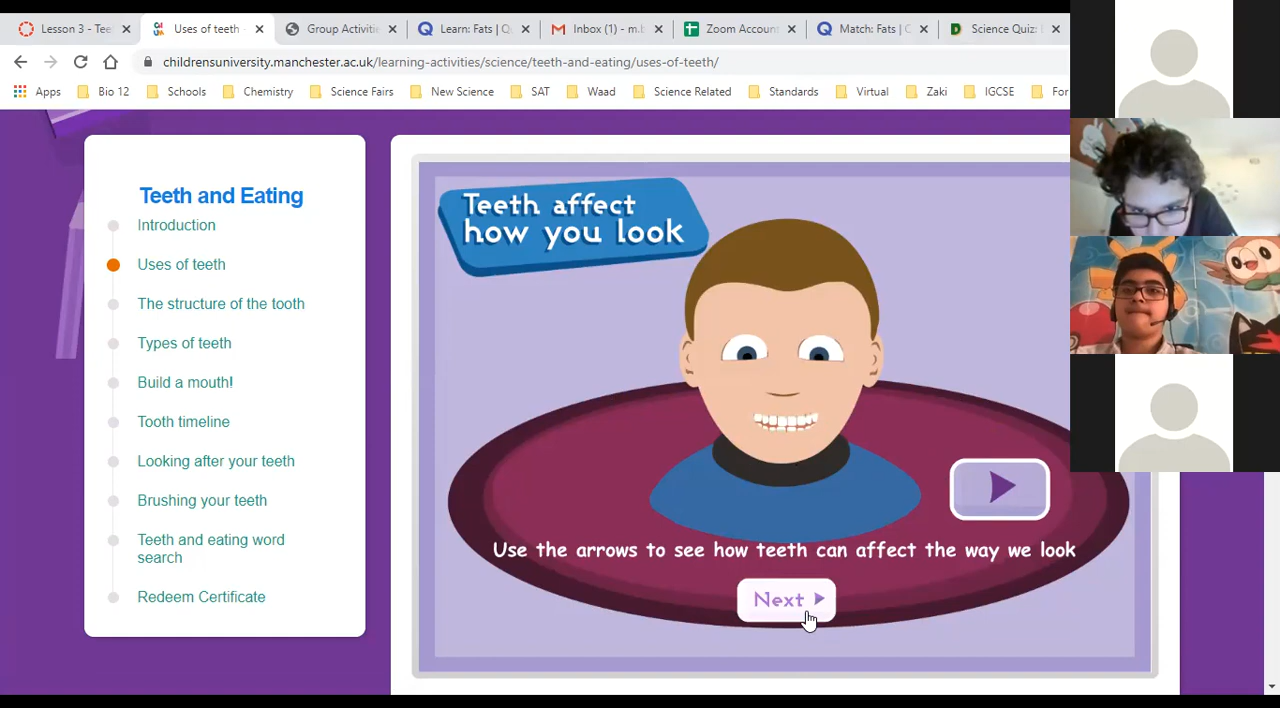 Lesson 3 - Tee
Uses of teeth
Group Activitie
Learn: Fats | Q
Inbox (1) - m.b
Zoom Accoun
Match: Fats | C
Science Quiz:
childrensuniversity.manchester.ac.uk/learning-activities/science/teeth-and-eating/uses-of-teeth/
Apps
Bio 12
Schools
Chemistry
Science Fairs
New Science
SAT
Waad
Science Related
Standards
Virtual
Zaki
IGCSE
For
Teeth and Eating
Introduction
Uses of teeth
The structure of the tooth
Types of teeth
Build a mouth!
Tooth timeline
Looking after your teeth
Brushing your teeth
Teeth and eating word
search
Redeem Certificate
Teeth affect
how you look
Use the arrows to see how teeth can affect the way we look
Next